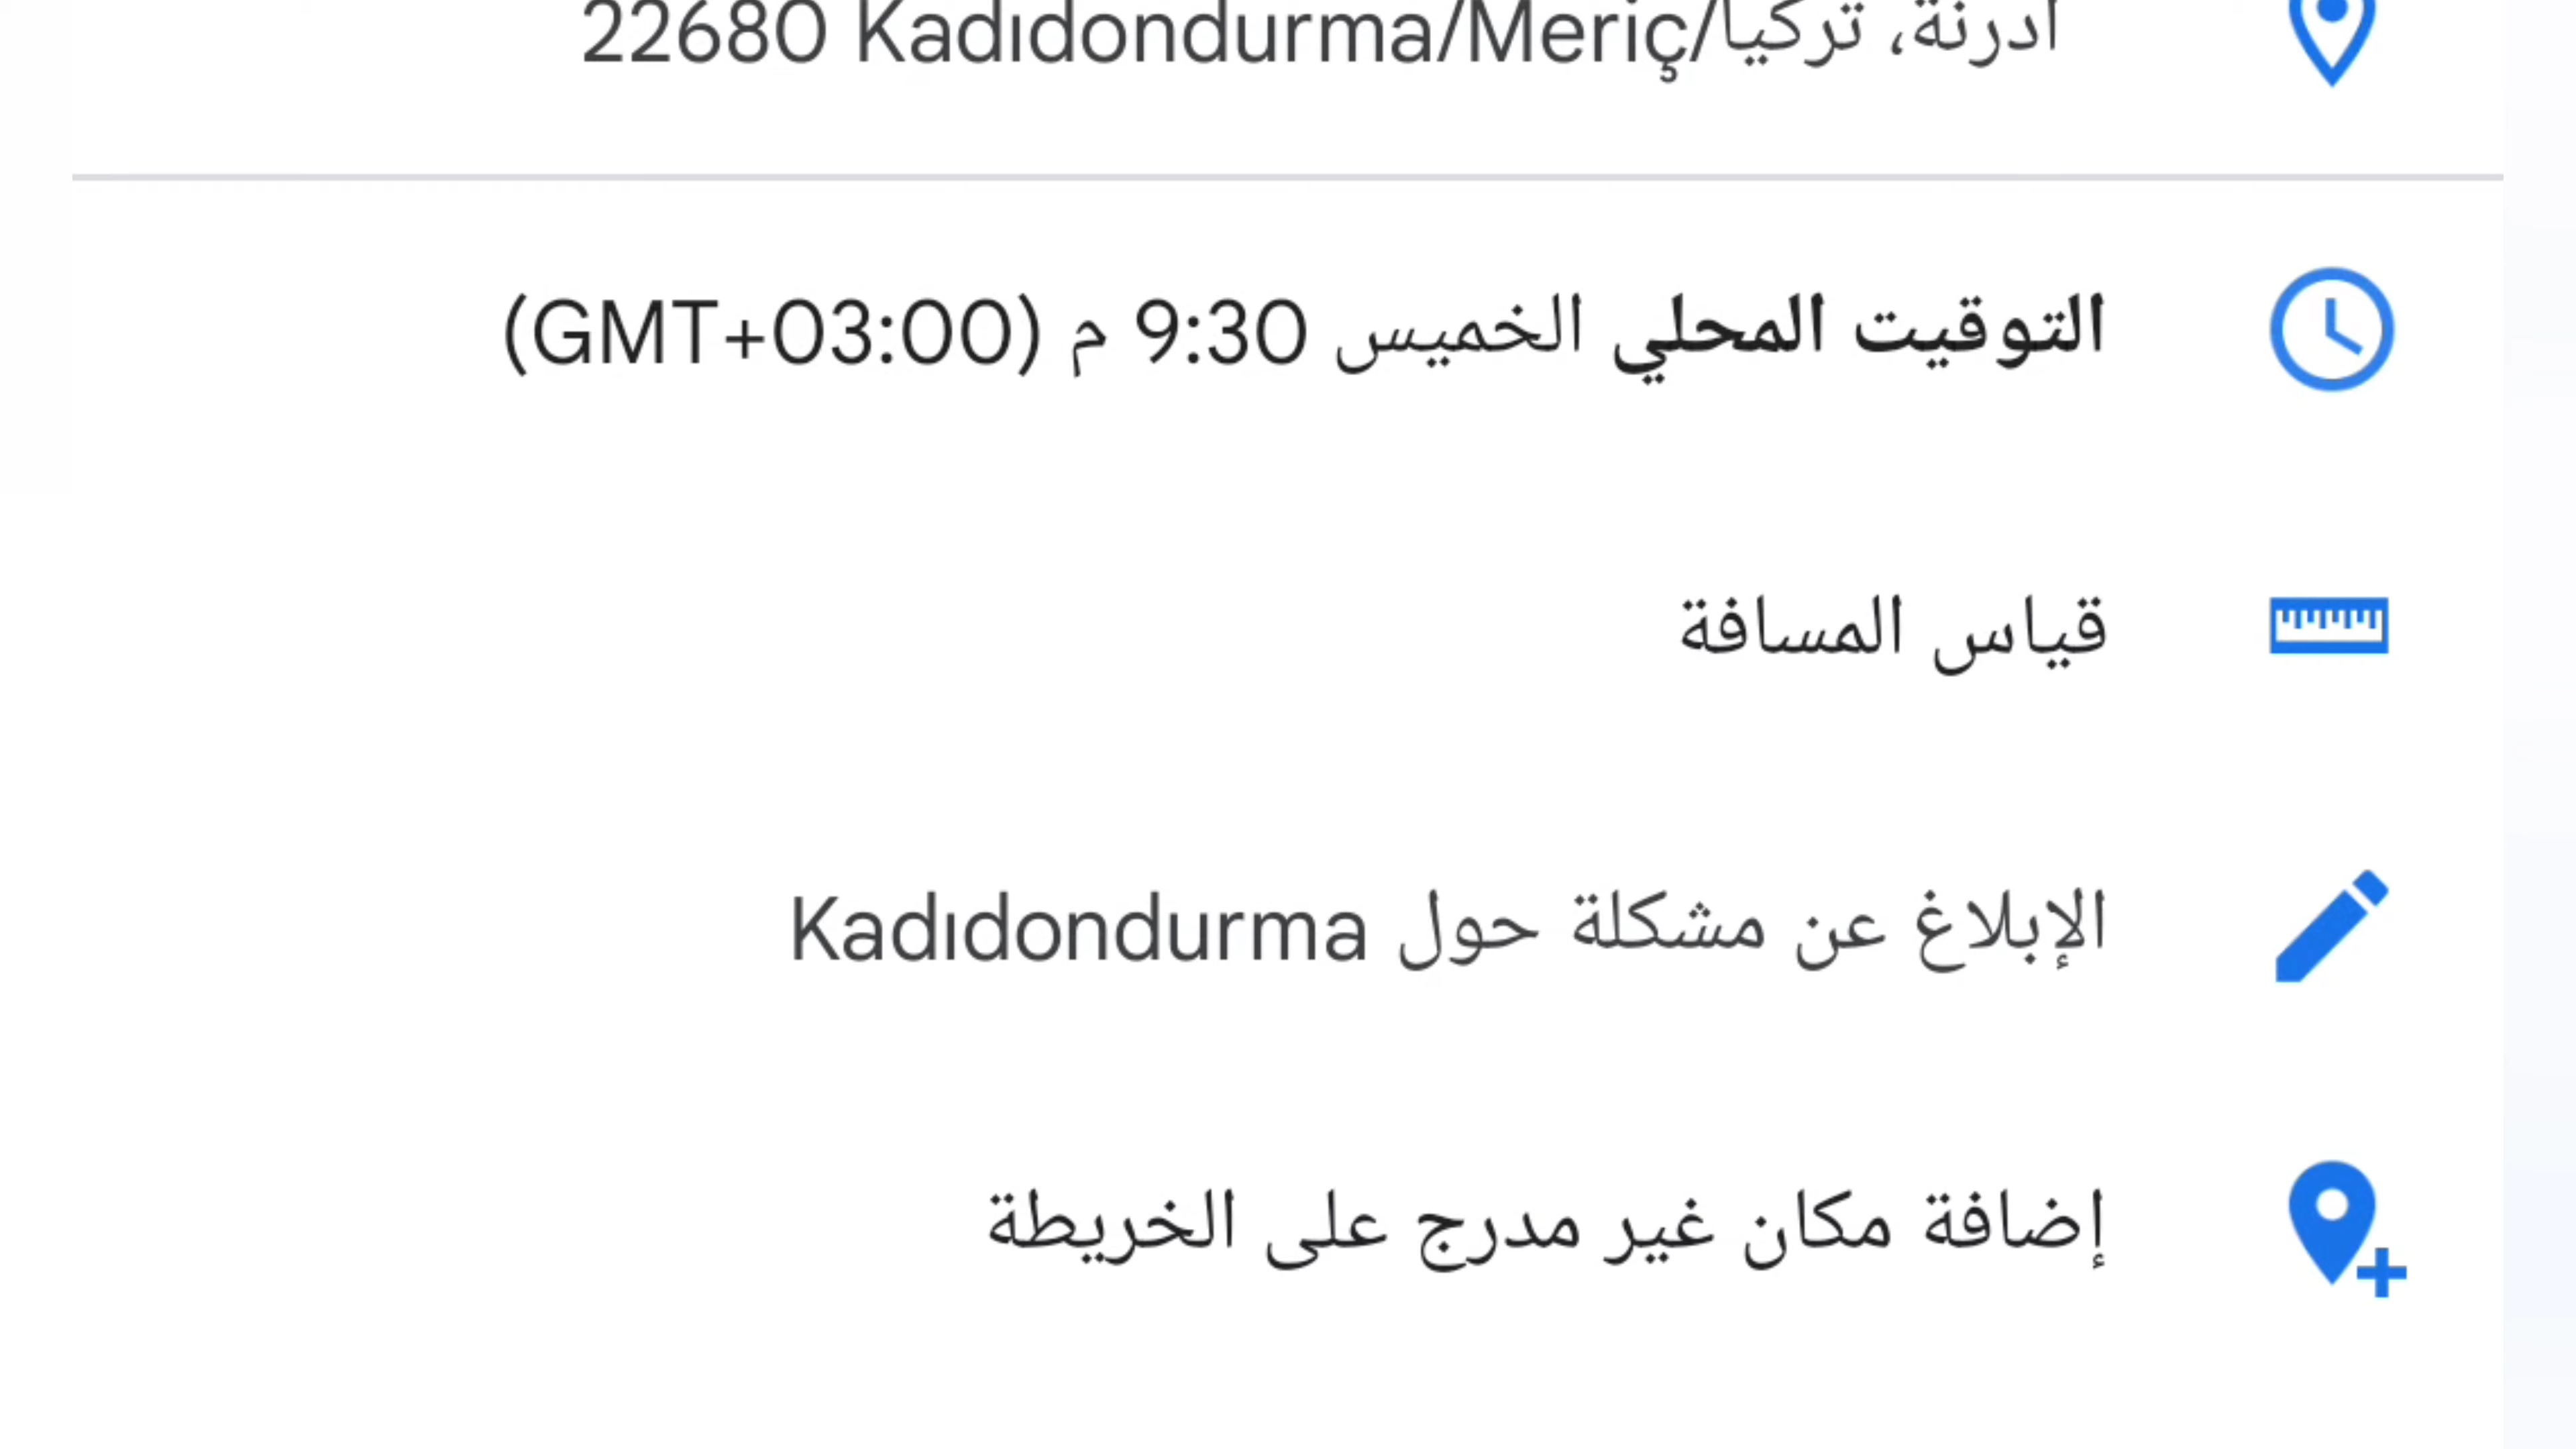 22680 Kadıdondurma/Meriç/أدرنة، تركيا
التوقيت المحلي الخميس 9:30 م (GMT+03:00)
قياس المسافة
الإبلاغ عن مشكلة حول Kadıdondurma
إضافة مكان غير مدرج على الخريطة